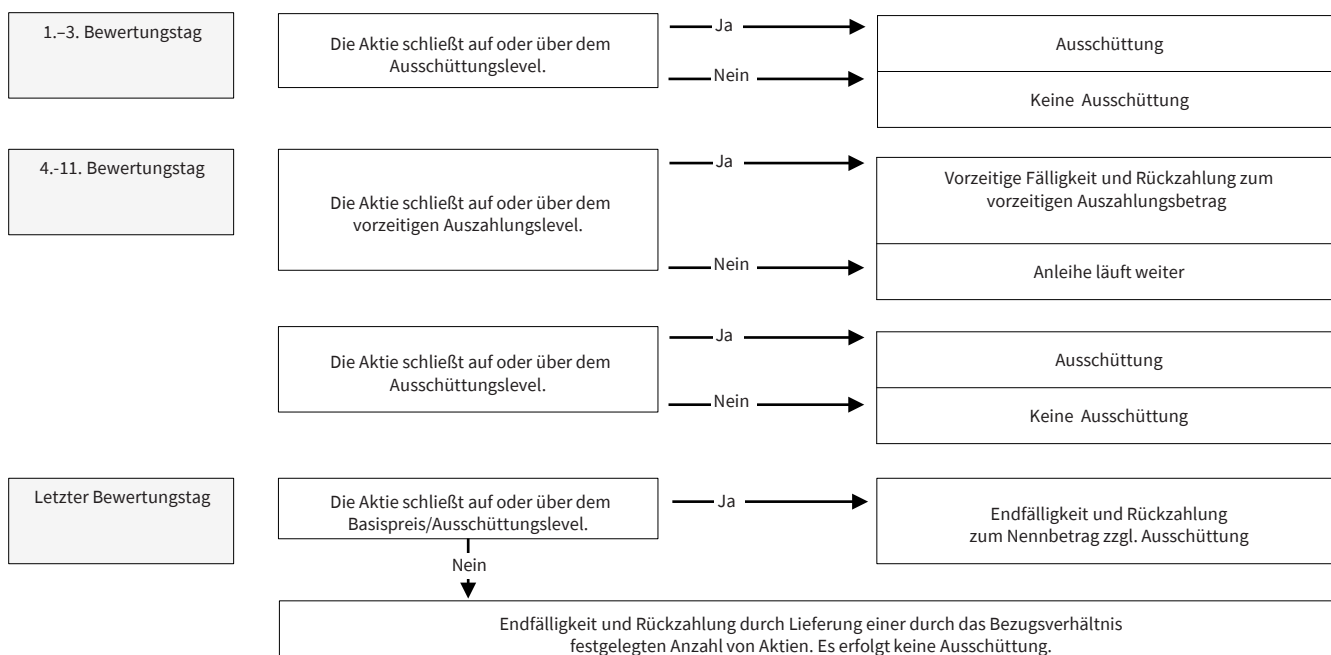 1.–3. Bewertungstag
Die Aktie schließt auf oder über dem
Ausschüttungslevel.
Ja
Ausschüttung
Nein
Keine Ausschüttung
4.-11. Bewertungstag
Die Aktie schließt auf oder über dem
vorzeitigen Auszahlungslevel.
Ja
Vorzeitige Fälligkeit und Rückzahlung zum
vorzeitigen Auszahlungsbetrag
Nein
Anleihe läuft weiter
Die Aktie schließt auf oder über dem
Ausschüttungslevel.
Ja
Ausschüttung
Nein
Keine Ausschüttung
Letzter Bewertungstag
Die Aktie schließt auf oder über dem
Basispreis/Ausschüttungslevel.
Ja
Endfälligkeit und Rückzahlung
zum Nennbetrag zzgl. Ausschüttung
Nein
Endfälligkeit und Rückzahlung durch Lieferung einer durch das Bezugsverhältnis
festgelegten Anzahl von Aktien. Es erfolgt keine Ausschüttung.